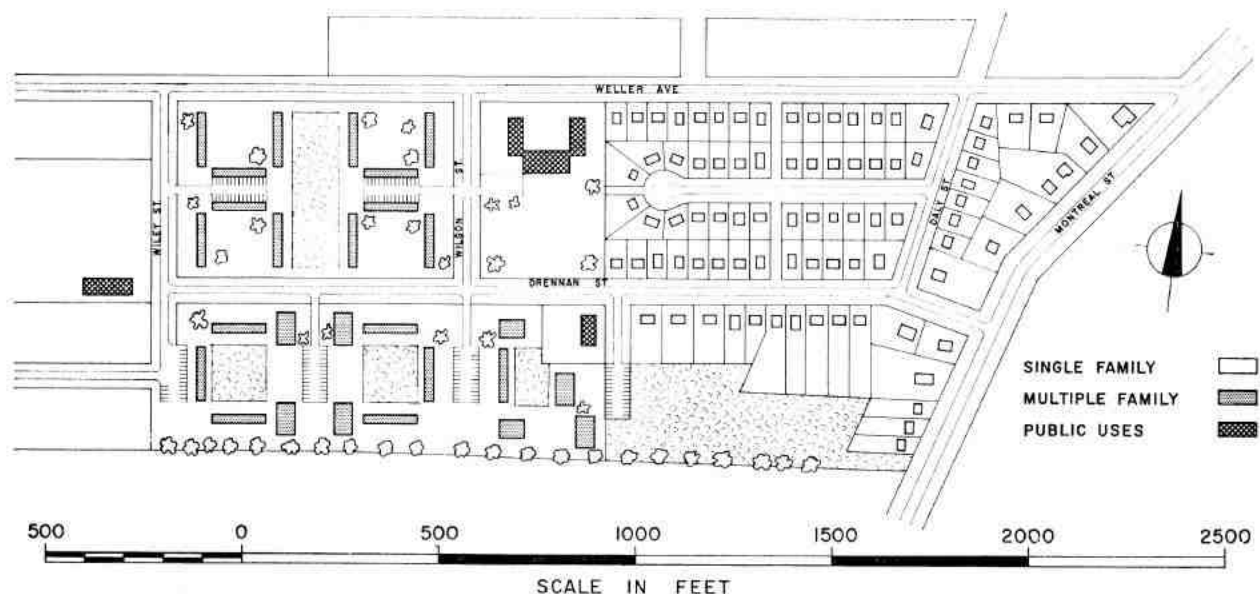 WELLER AVE
WILEY ST.
WILSON ST.
DALY ST.
MONTREAL ST.
DRENNAN ST
SINGLE FAMILY
MULTIPLE FAMILY
PUBLIC USES
500 0 500 1000 1500 2000 2500
SCALE IN FEET